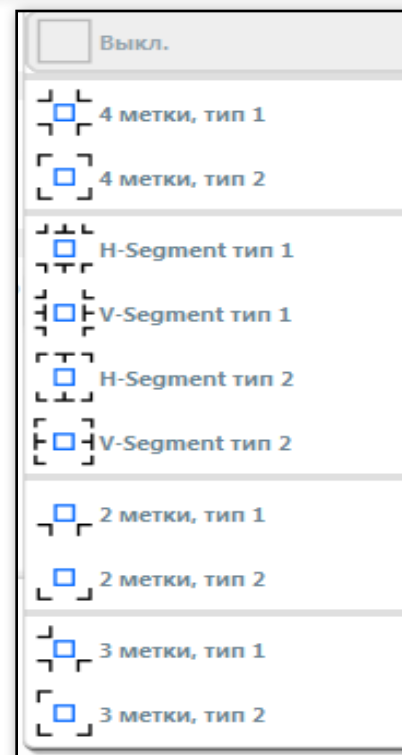 Выкл.
4 метки, тип 1
4 метки, тип 2
H-Segment тип 1
V-Segment тип 1
H-Segment тип 2
V-Segment тип 2
2 метки, тип 1
2 метки, тип 2
3 метки, тип 1
3 метки, тип 2